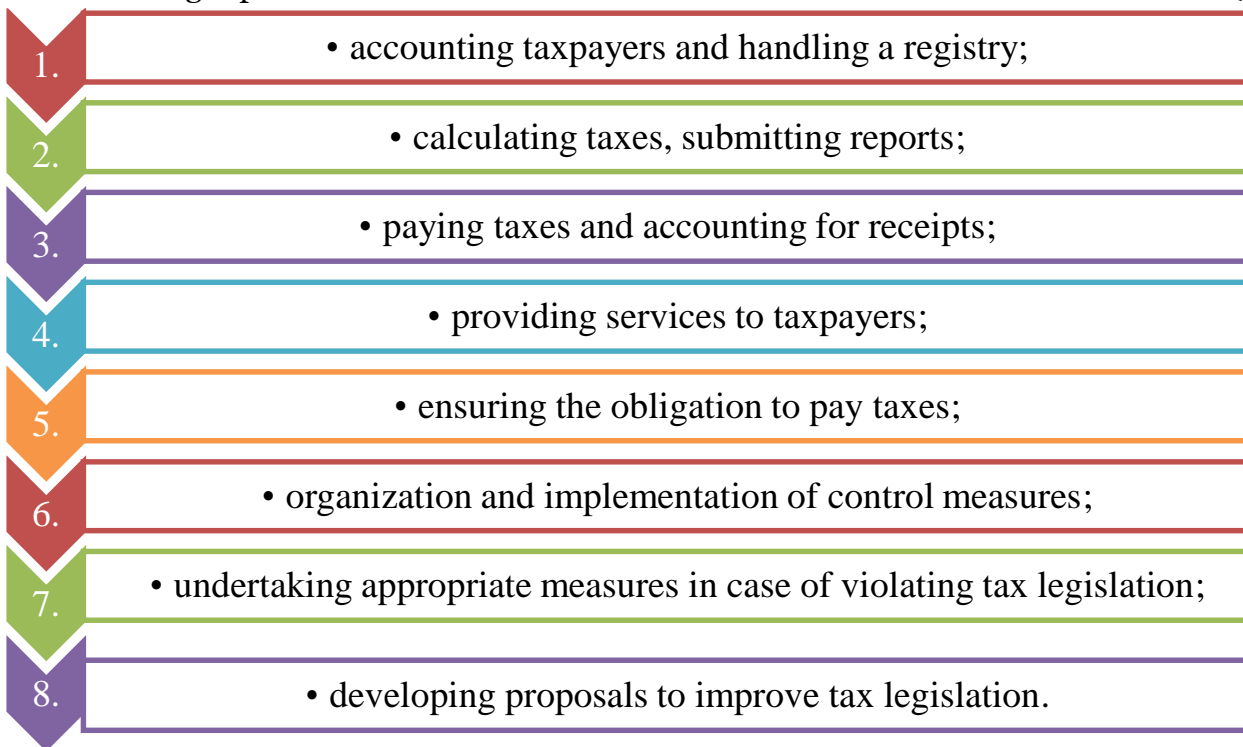 1. • accounting taxpayers and handling a registry;
2. • calculating taxes, submitting reports;
3. • paying taxes and accounting for receipts;
4. • providing services to taxpayers;
5. • ensuring the obligation to pay taxes;
6. • organization and implementation of control measures;
7. • undertaking appropriate measures in case of violating tax legislation;
8. • developing proposals to improve tax legislation.